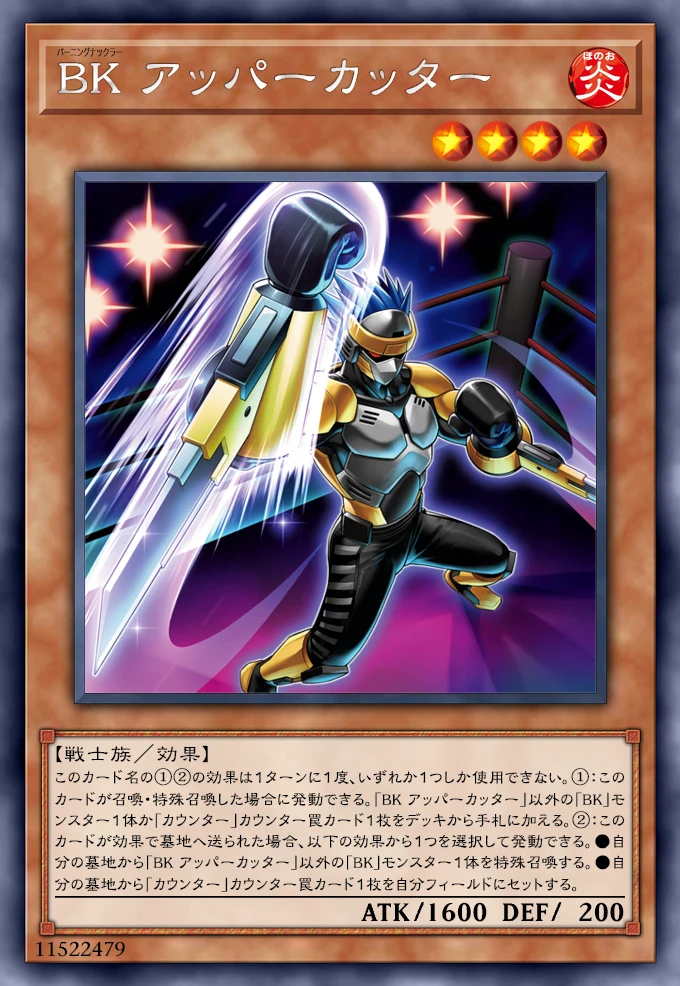 バーニングナックラー
BK アッパーカッター
ほのお
炎
【戦士族／効果】
このカード名の①②の効果は1ターンに1度、いずれか1つしか使用できない。①：この
カードが召喚・特殊召喚した場合に発動できる。「BK アッパーカッター」以外の「BK」モ
ンスター1体か「カウンター」カウンター罠カード1枚をデッキから手札に加える。②：この
カードが効果で墓地へ送られた場合、以下の効果から1つを選択して発動できる。●自
分の墓地から「BK アッパーカッター」以外の「BK」モンスター1体を特殊召喚する。●自
分の墓地から「カウンター」カウンター罠カード1枚を自分フィールドにセットする。
ATK/1600 DEF/ 200
11522479